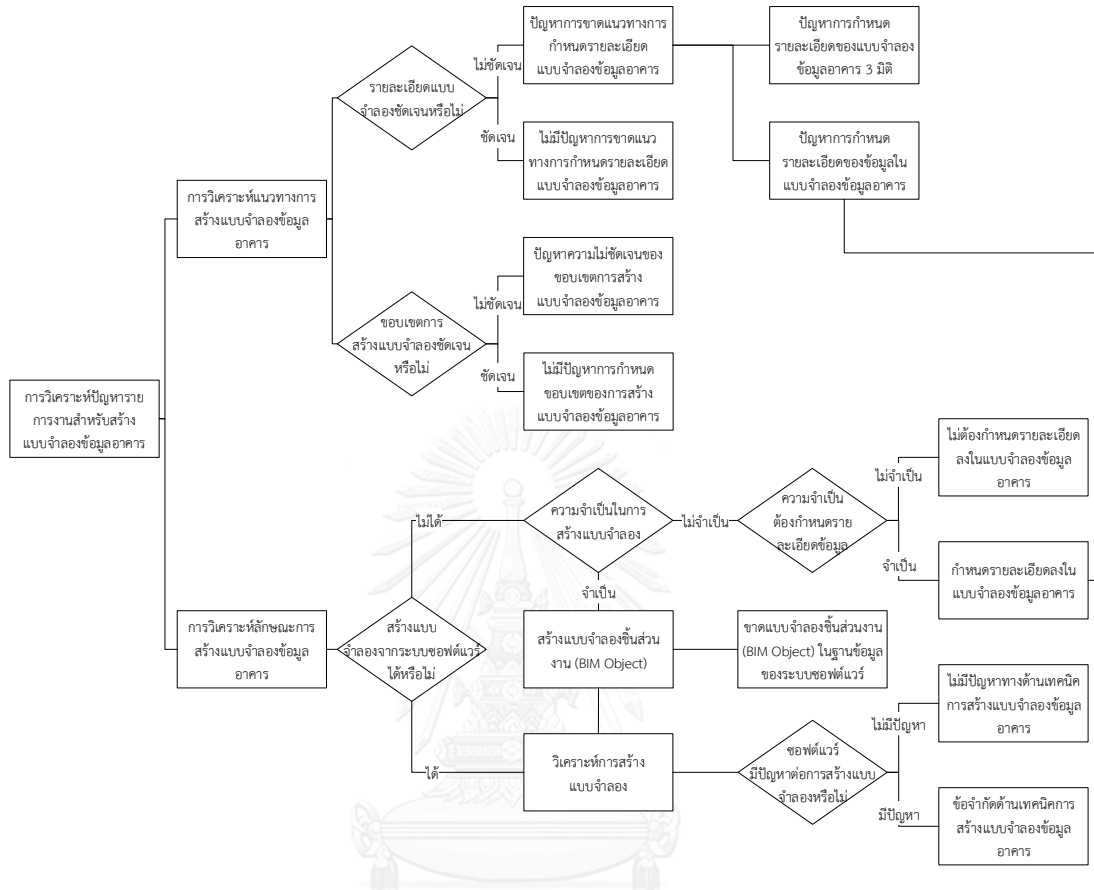 ปัญหาการขาดแนวทางการ
กำหนดรายละเอียด
แบบจำลองข้อมูลอาคาร
ปัญหาการกำหนด
รายละเอียดของแบบจำลอง
ข้อมูลอาคาร 3 มิติ
ไม่ชัดเจน
รายละเอียดแบบ
จำลองชัดเจนหรือไม่
ชัดเจน
ไม่มีปัญหาการขาดแนว
ทางการกำหนดรายละเอียด
แบบจำลองข้อมูลอาคาร
ปัญหาการกำหนด
รายละเอียดของข้อมูลใน
แบบจำลองข้อมูลอาคาร
การวิเคราะห์แนวทางการ
สร้างแบบจำลองข้อมูล
อาคาร
ปัญหาความไม่ชัดเจนของ
ขอบเขตการสร้าง
แบบจำลองข้อมูลอาคาร
ไม่ชัดเจน
ขอบเขตการ
สร้างแบบจำลองชัดเจน
หรือไม่
ชัดเจน
ไม่มีปัญหาการกำหนด
ขอบเขตของการสร้าง
แบบจำลองข้อมูลอาคาร
การวิเคราะห์ปัญหาราย
การงานสำหรับสร้าง
แบบจำลองข้อมูลอาคาร
ไม่ต้องกำหนดรายละเอียด
ลงในแบบจำลองข้อมูล
อาคาร
ไม่จำเป็น
ไม่ได้
ความจำเป็นในการ
สร้างแบบจำลอง
ไม่จำเป็น
ความจำเป็น
ต้องกำหนดราย
ละเอียดข้อมูล
จำเป็น
กำหนดรายละเอียดลงใน
แบบจำลองข้อมูลอาคาร
จำเป็น
การวิเคราะห์ลักษณะการ
สร้างแบบจำลองข้อมูล
อาคาร
สร้างแบบ
จำลองจากระบบซอฟต์แวร์
ได้หรือไม่
สร้างแบบจำลองชิ้นส่วน
งาน (BIM Object)
ขาดแบบจำลองชิ้นส่วนงาน
(BIM Object) ในฐานข้อมูล
ของระบบซอฟต์แวร์
ไม่มีปัญหาทางด้านเทคนิค
การสร้างแบบจำลองข้อมูล
อาคาร
ไม่มีปัญหา
ได้
วิเคราะห์การสร้าง
แบบจำลอง
ซอฟต์แวร์
มีปัญหาต่อการสร้างแบบ
จำลองหรือไม่
มีปัญหา
ข้อจำกัดด้านเทคนิคการ
สร้างแบบจำลองข้อมูล
อาคาร